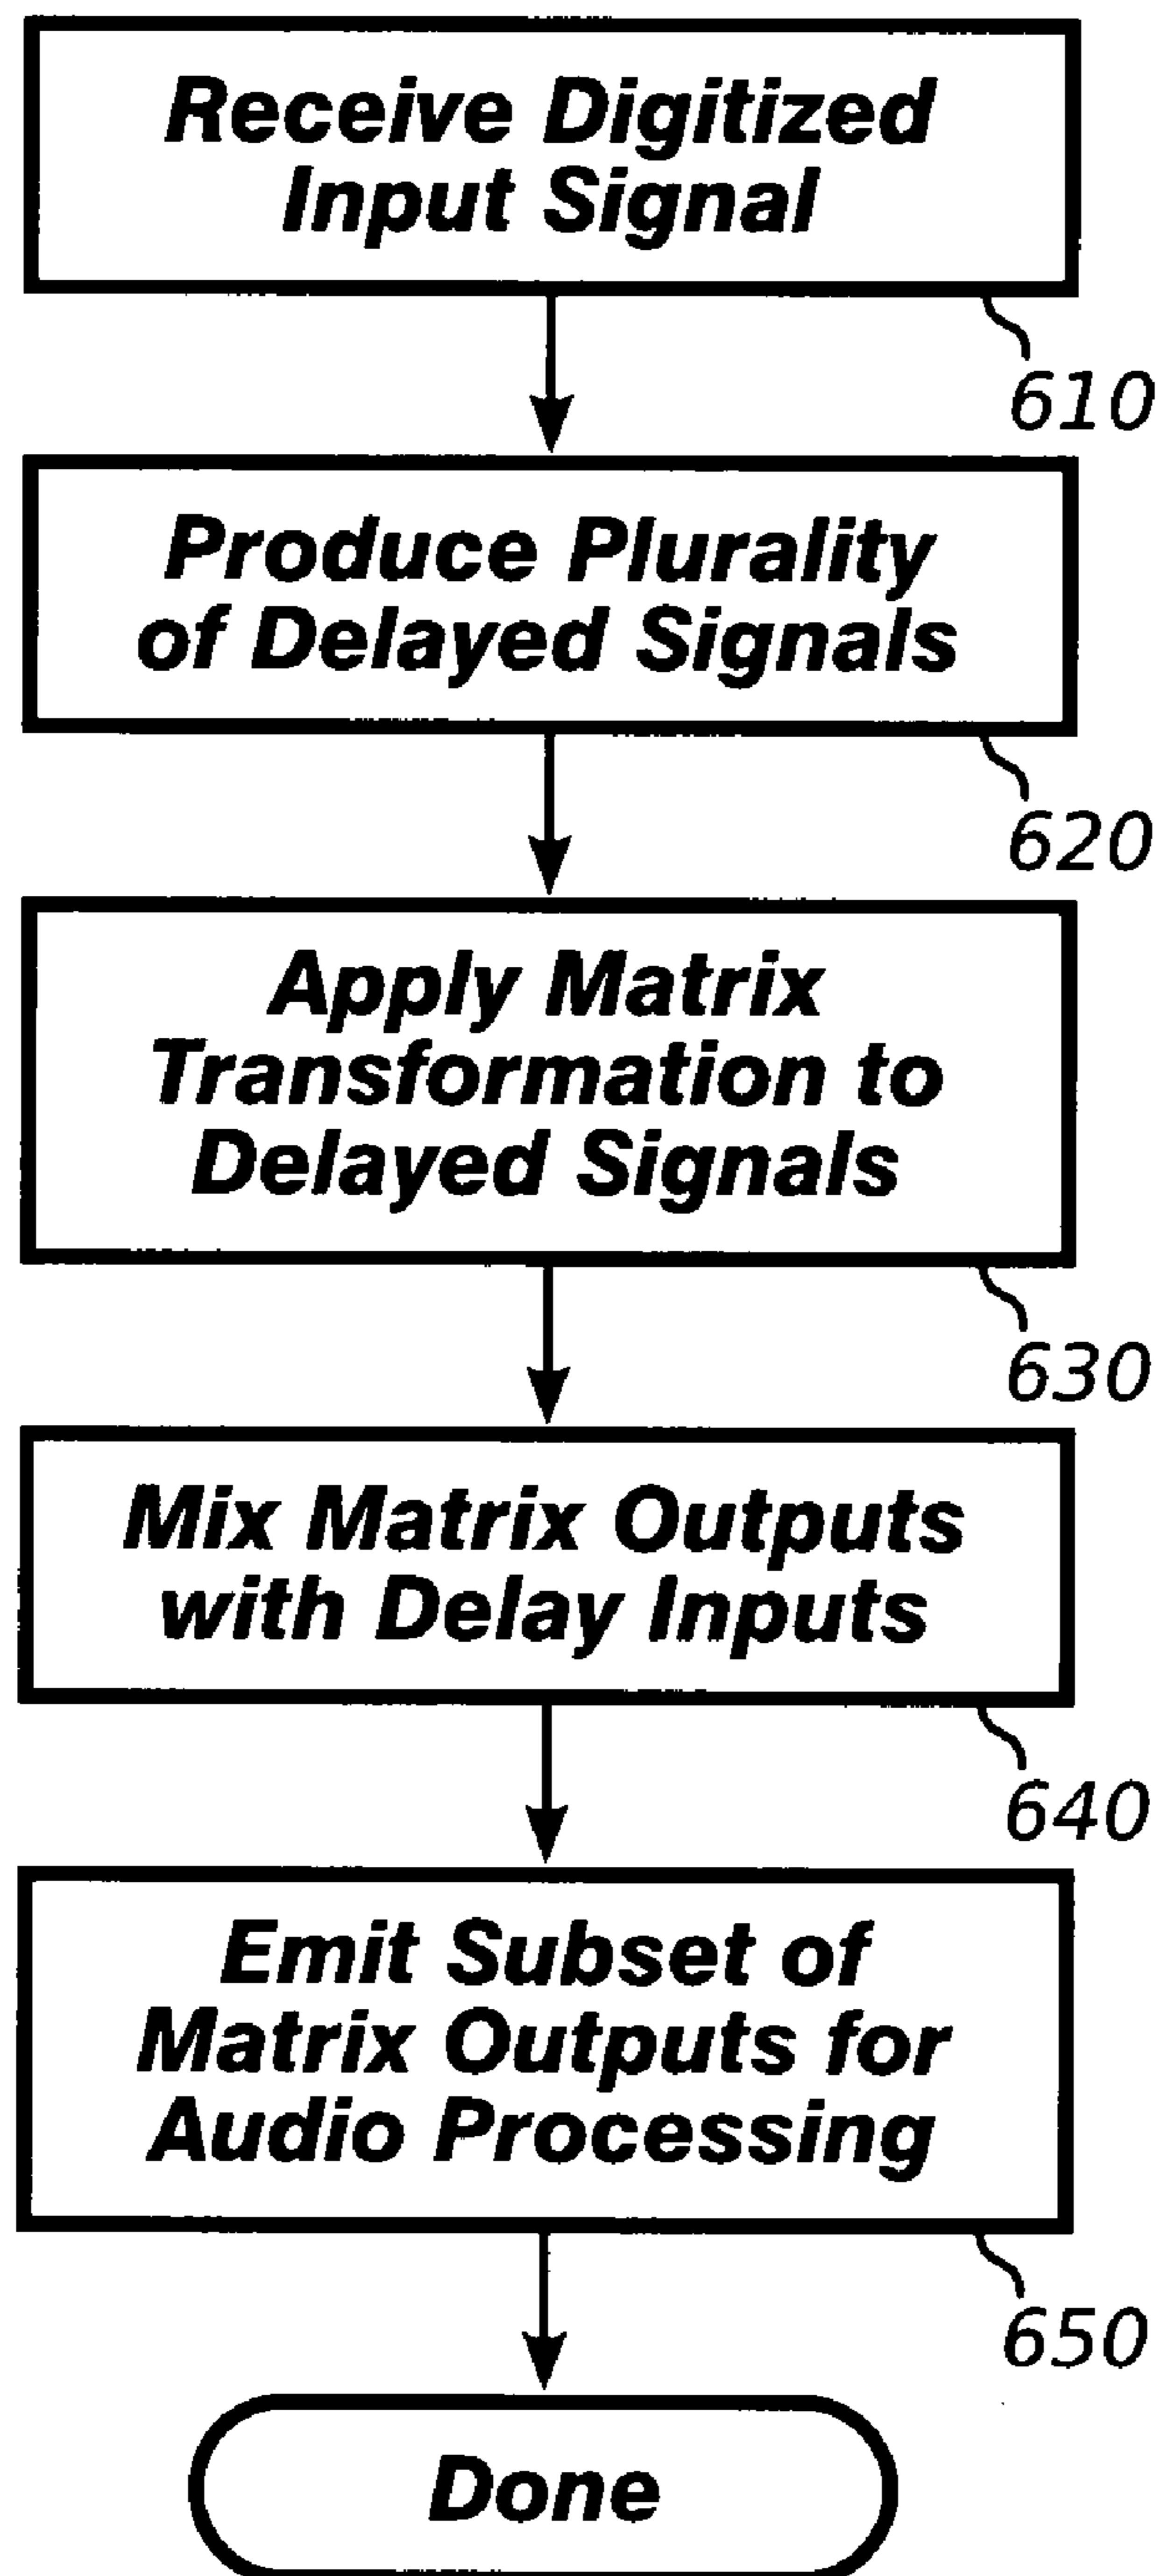 Receive Digitized
Input Signal
610
Produce Plurality
of Delayed Signals
620
Apply Matrix
Transformation to
Delayed Signals
630
Mix Matrix Outputs
with Delay Inputs
640
Emit Subset of
Matrix Outputs for
Audio Processing
650
Done